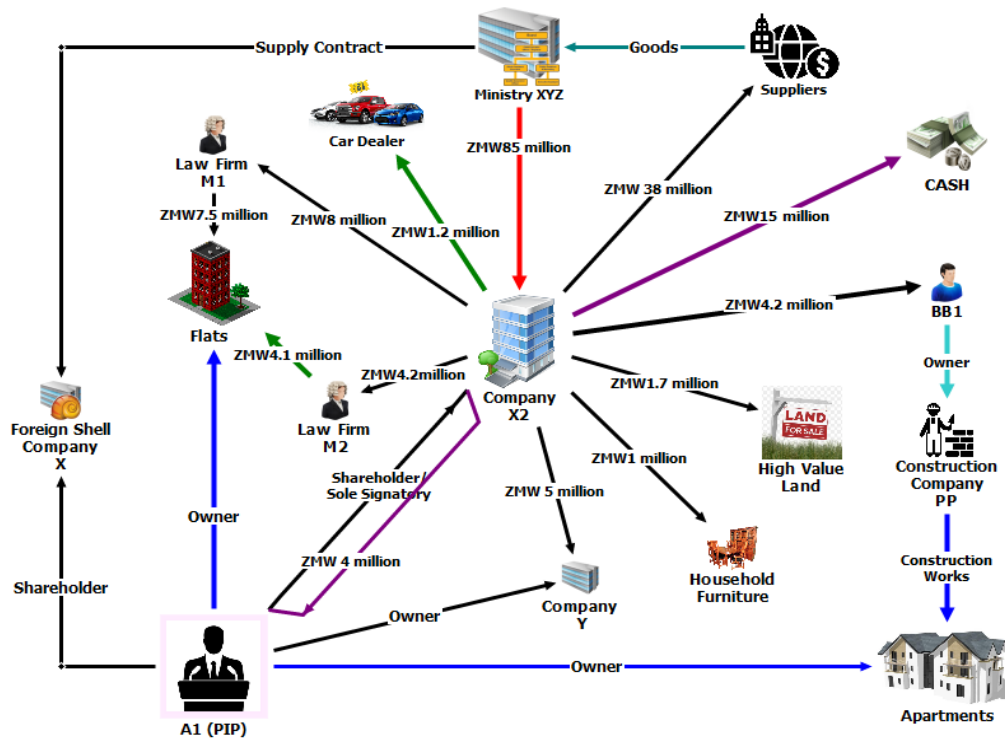 Supply Contract
Goods
Ministry XYZ
Suppliers
Car Dealer
ZMW85 million
Law Firm
M1
CASH
ZMW 38 million
ZMW15 million
ZMW7.5 million
ZMW8 million
ZMW1.2 million
ZMW4.2 million
BB1
Flats
ZMW4.1 million
ZMW4.2million
Owner
Company
X2
ZMW1.7 million
LAND
FOR SALE
Foreign Shell
Company
X
Law Firm
M2
High Value
Land
Construction
Company
PP
ZMW1 million
Shareholder/
Sole Signatory
ZMW 5 million
Owner
ZMW 4 million
Construction
Works
Household
Furniture
Shareholder
Company
Y
Owner
Owner
A1 (PIP)
Apartments